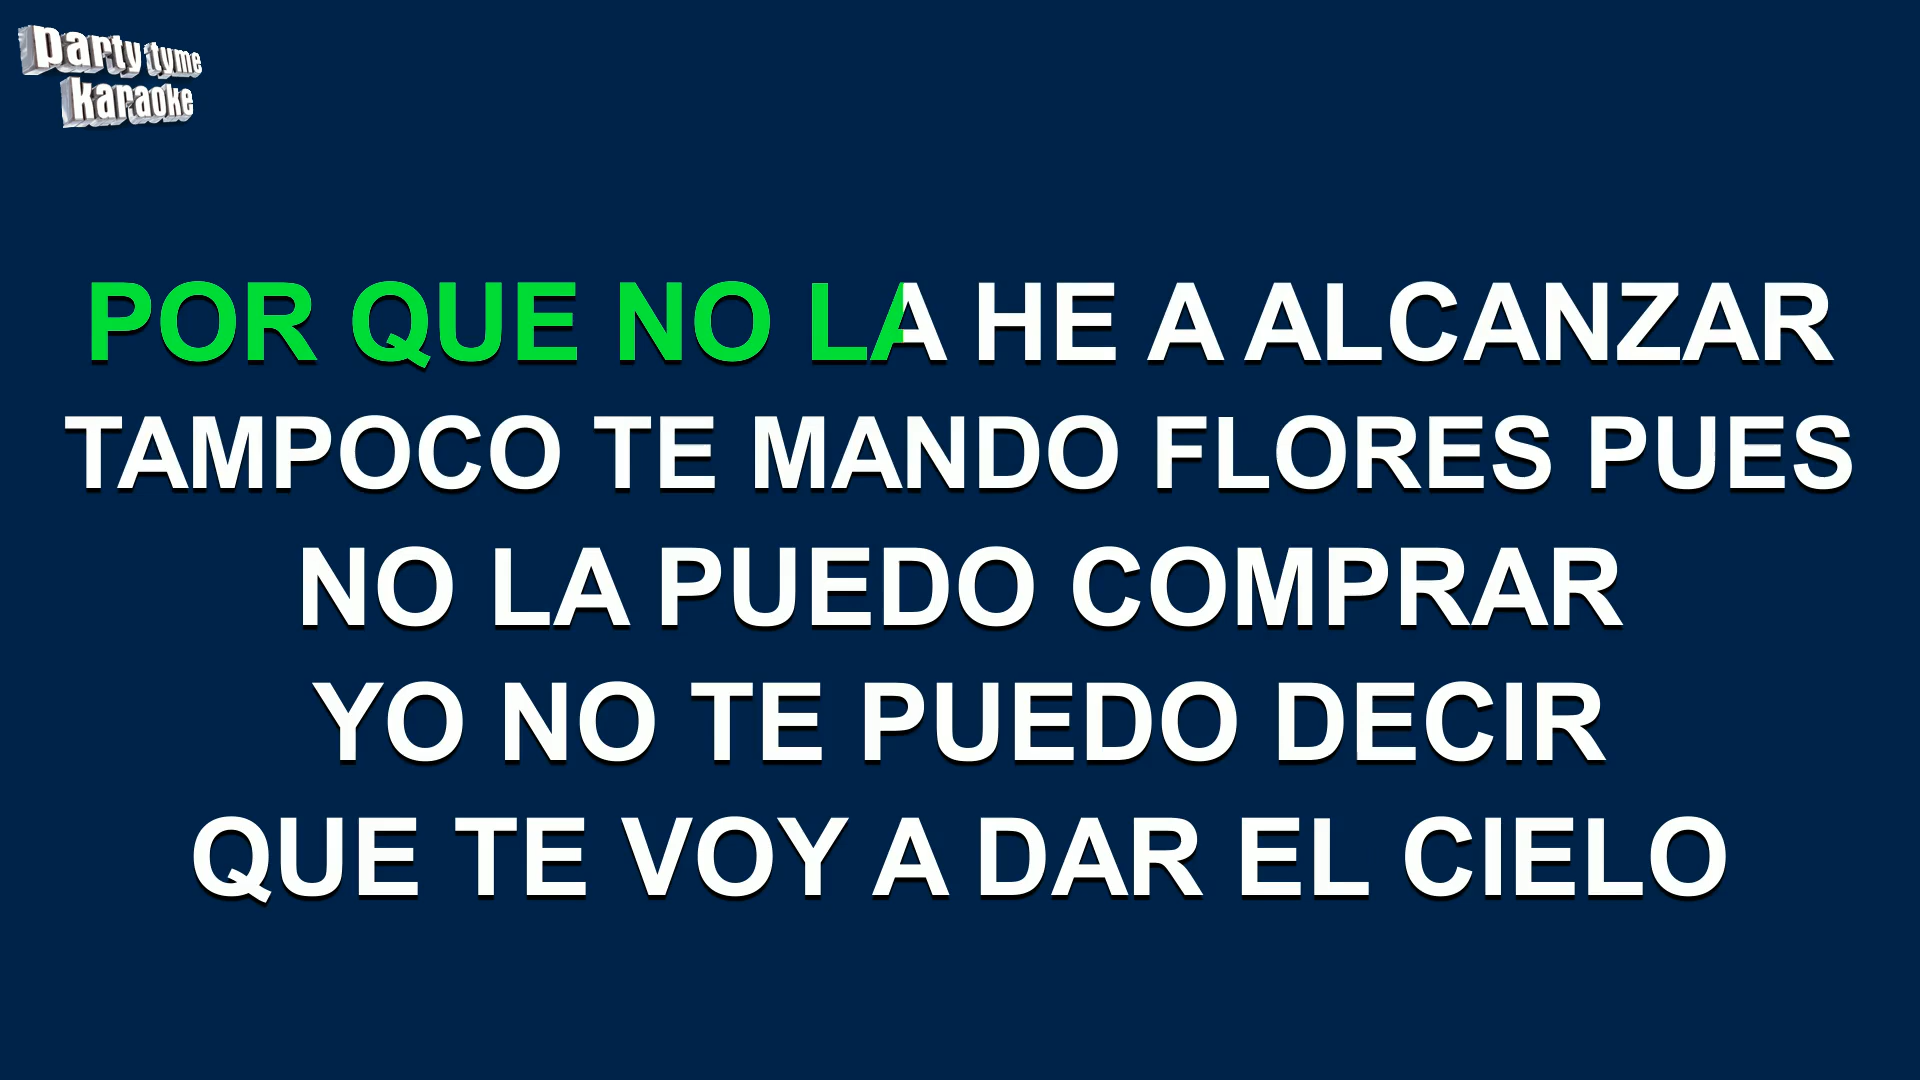 party tyme
karaoke
POR QUE NO LA HE A ALCANZAR
TAMPOCO TE MANDO FLORES PUES
NO LA PUEDO COMPRAR
YO NO TE PUEDO DECIR
QUE TE VOY A DAR EL CIELO